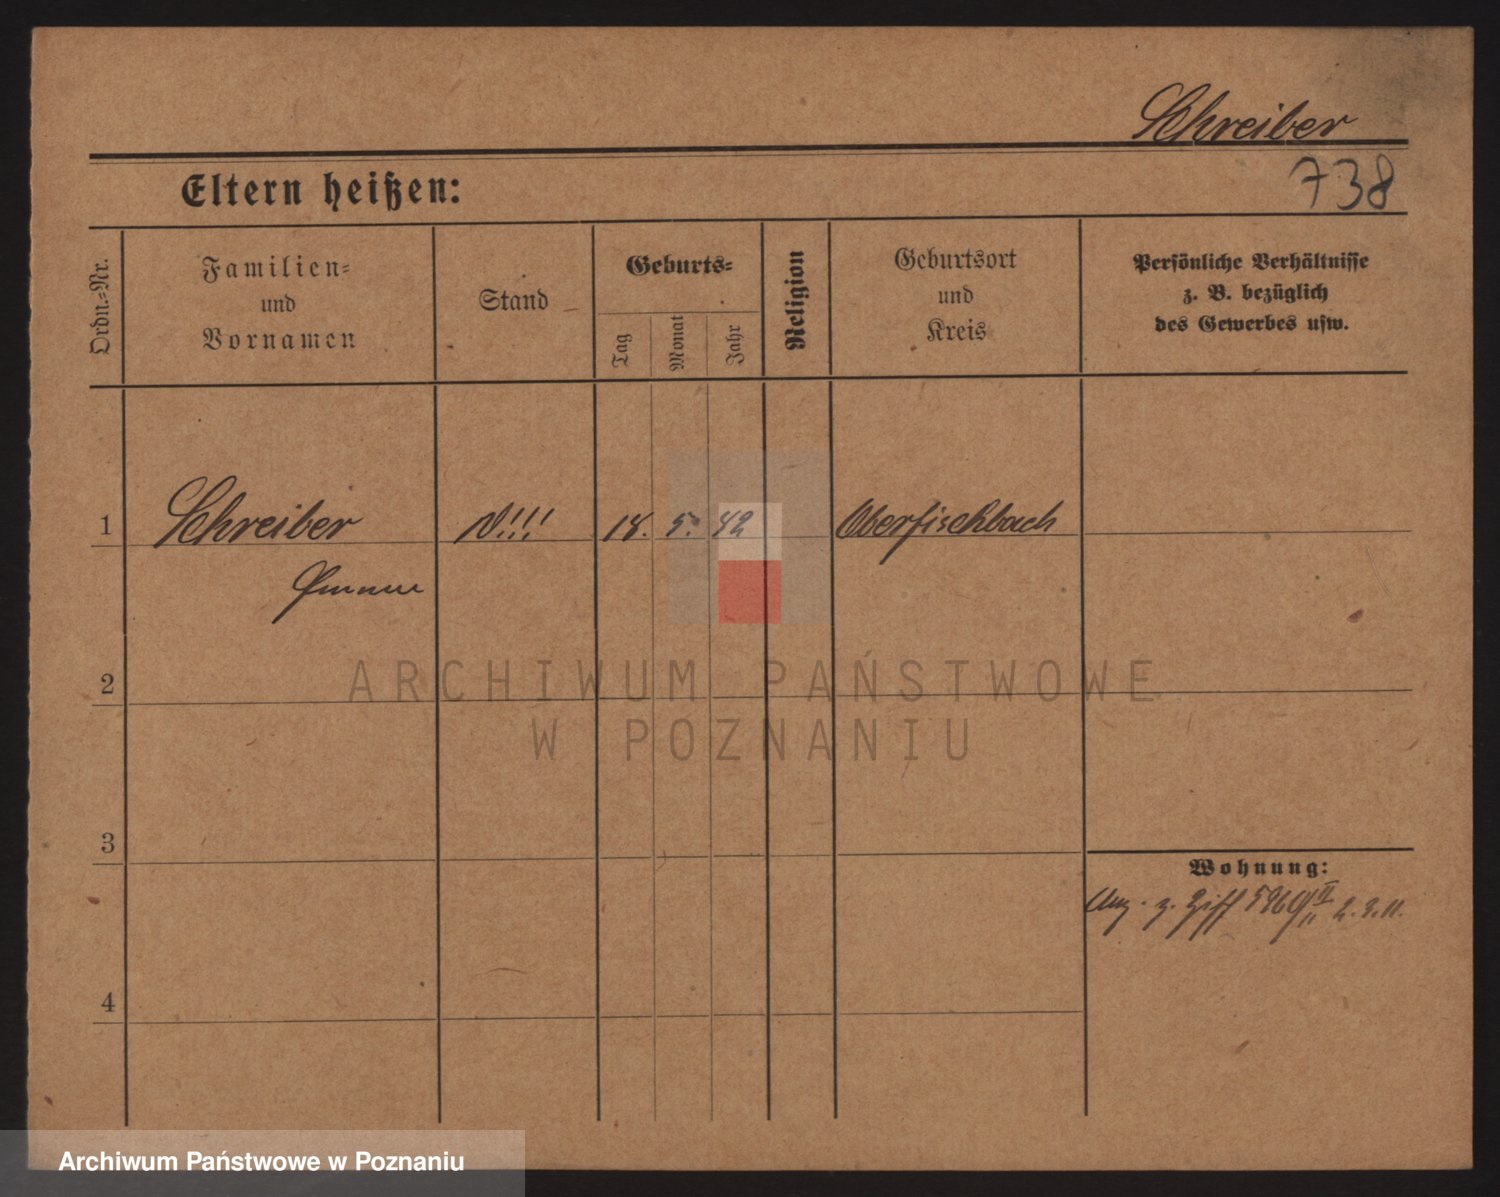 Schreiber
Eltern heißen:
738
Ordn.=Nr.
Familien=
und
Vornamen
Stand
Geburts=
Tag
Monat
Jahr
Religion
Geburtsort
und
Kreis
Persönliche Verhältnisse
z. B. bezüglich
des Gewerbes usw.
1 Schreiber !!! 18. 5. 42 Oberfischbach
2
ARCHIWUM PAŃSTWOWE
W POZNANIU
3
Wohnung:
4
Archiwum Państwowe w Poznaniu